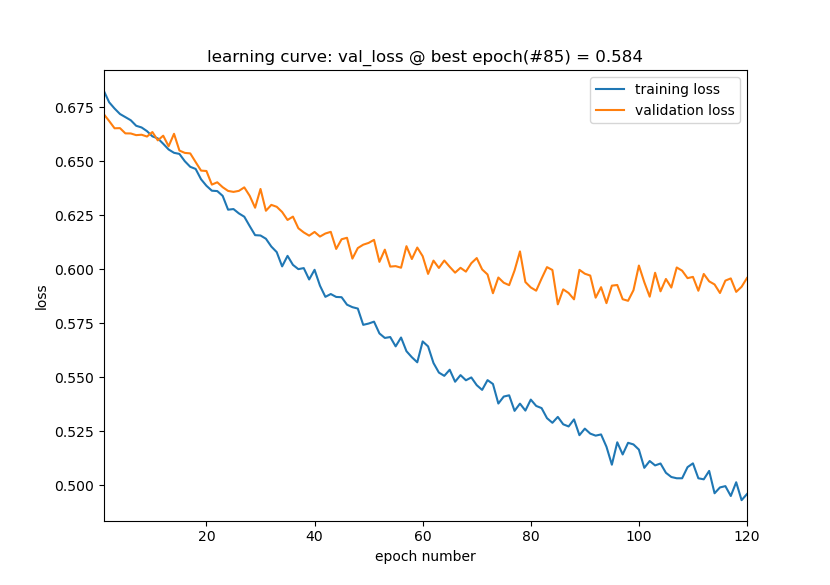 learning curve: val_loss @ best epoch(#85) = 0.584
training loss
validation loss
0.675
0.650
0.625
0.600
0.575
0.550
0.525
0.500
loss
20
40
60
80
100
120
epoch number